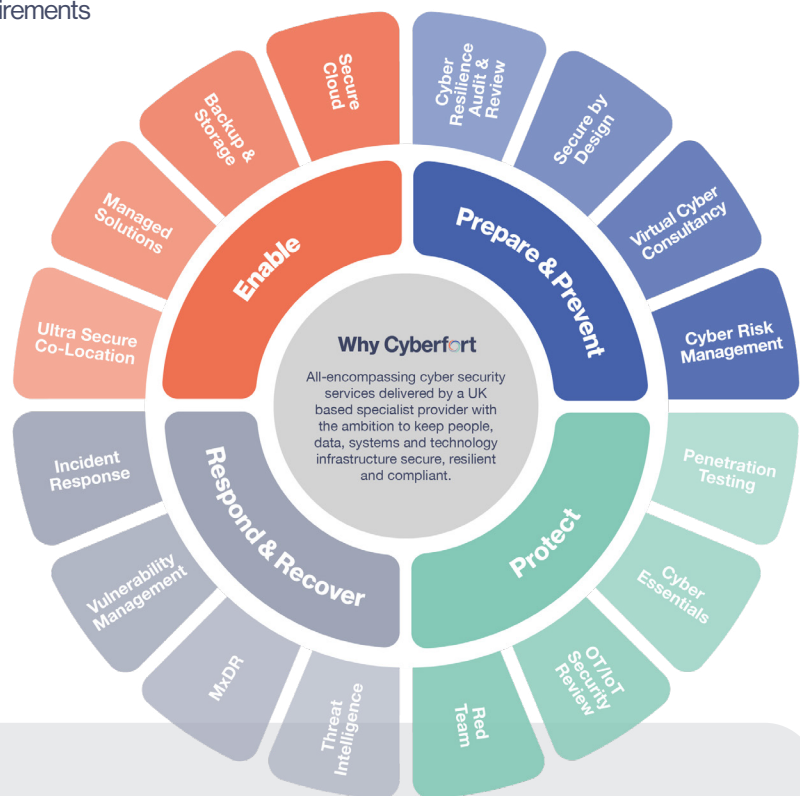 Secure
Cloud
Cyber
Resilience
Audit &
Review
Backup &
Storage
Secure by
Design
Managed
Solutions
Virtual Cyber
Consultancy
Enable
Prepare & Prevent
Ultra Secure
Co-Location
Cyber Risk
Management
Why Cyberfort
All-encompassing cyber security
services delivered by a UK
based specialist provider with
the ambition to keep people,
data, systems and technology
infrastructure secure, resilient
and compliant.
Incident
Response
Penetration
Testing
Respond & Recover
Protect
Vulnerability
Management
Cyber
Essentials
MxDR
OT/IoT
Security
Review
Threat
Intelligence
Red
Team